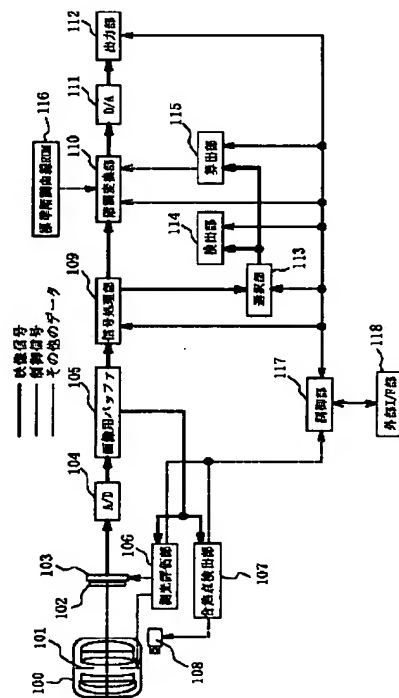 映像信号
制御信号
その他のデータ
標準階調曲線ROM
116
100
101
102
103
104
A/D
105
画像用バッファ
109
信号処理部
110
階調変換部
111
D/A
112
出力部
106
測光評価部
107
合焦点検出部
108
113
選択部
114
検出部
115
算出部
117
制御部
118
外部I/F部